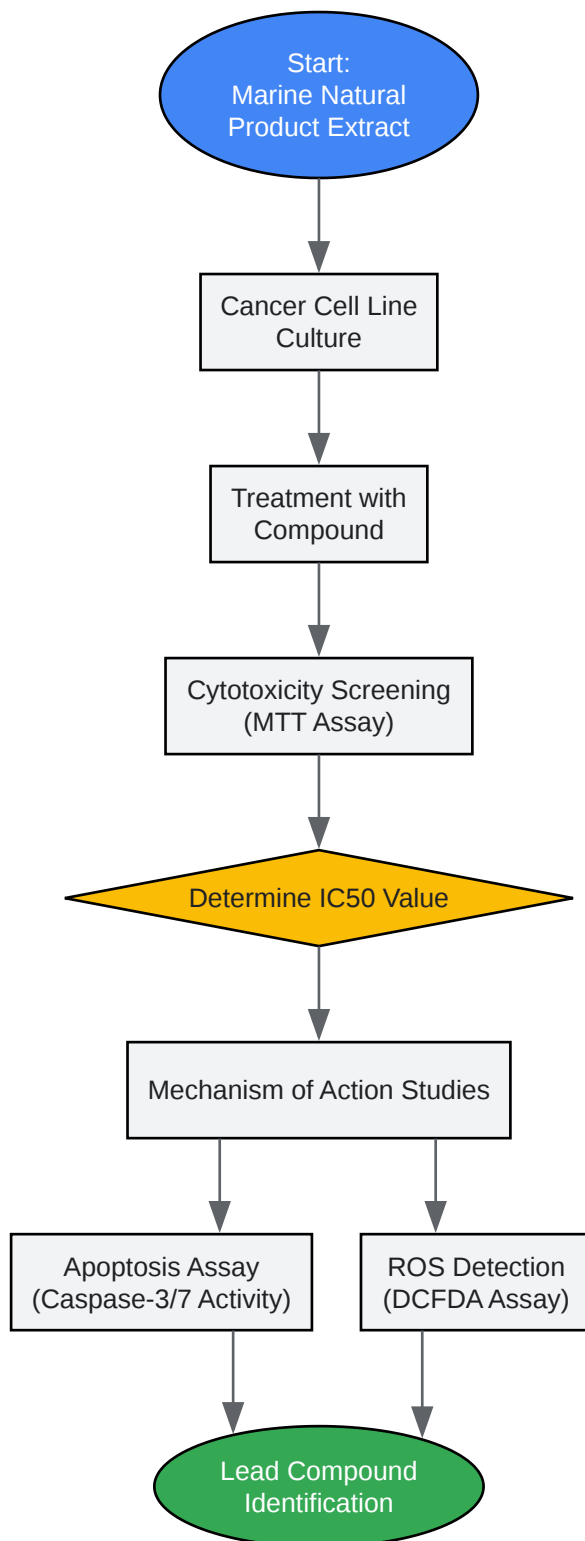 Start:
Marine Natural
Product Extract
Cancer Cell Line
Culture
Treatment with
Compound
Cytotoxicity Screening
(MTT Assay)
Determine IC50 Value
Mechanism of Action Studies
Apoptosis Assay
(Caspase-3/7 Activity)
ROS Detection
(DCFDA Assay)
Lead Compound
Identification